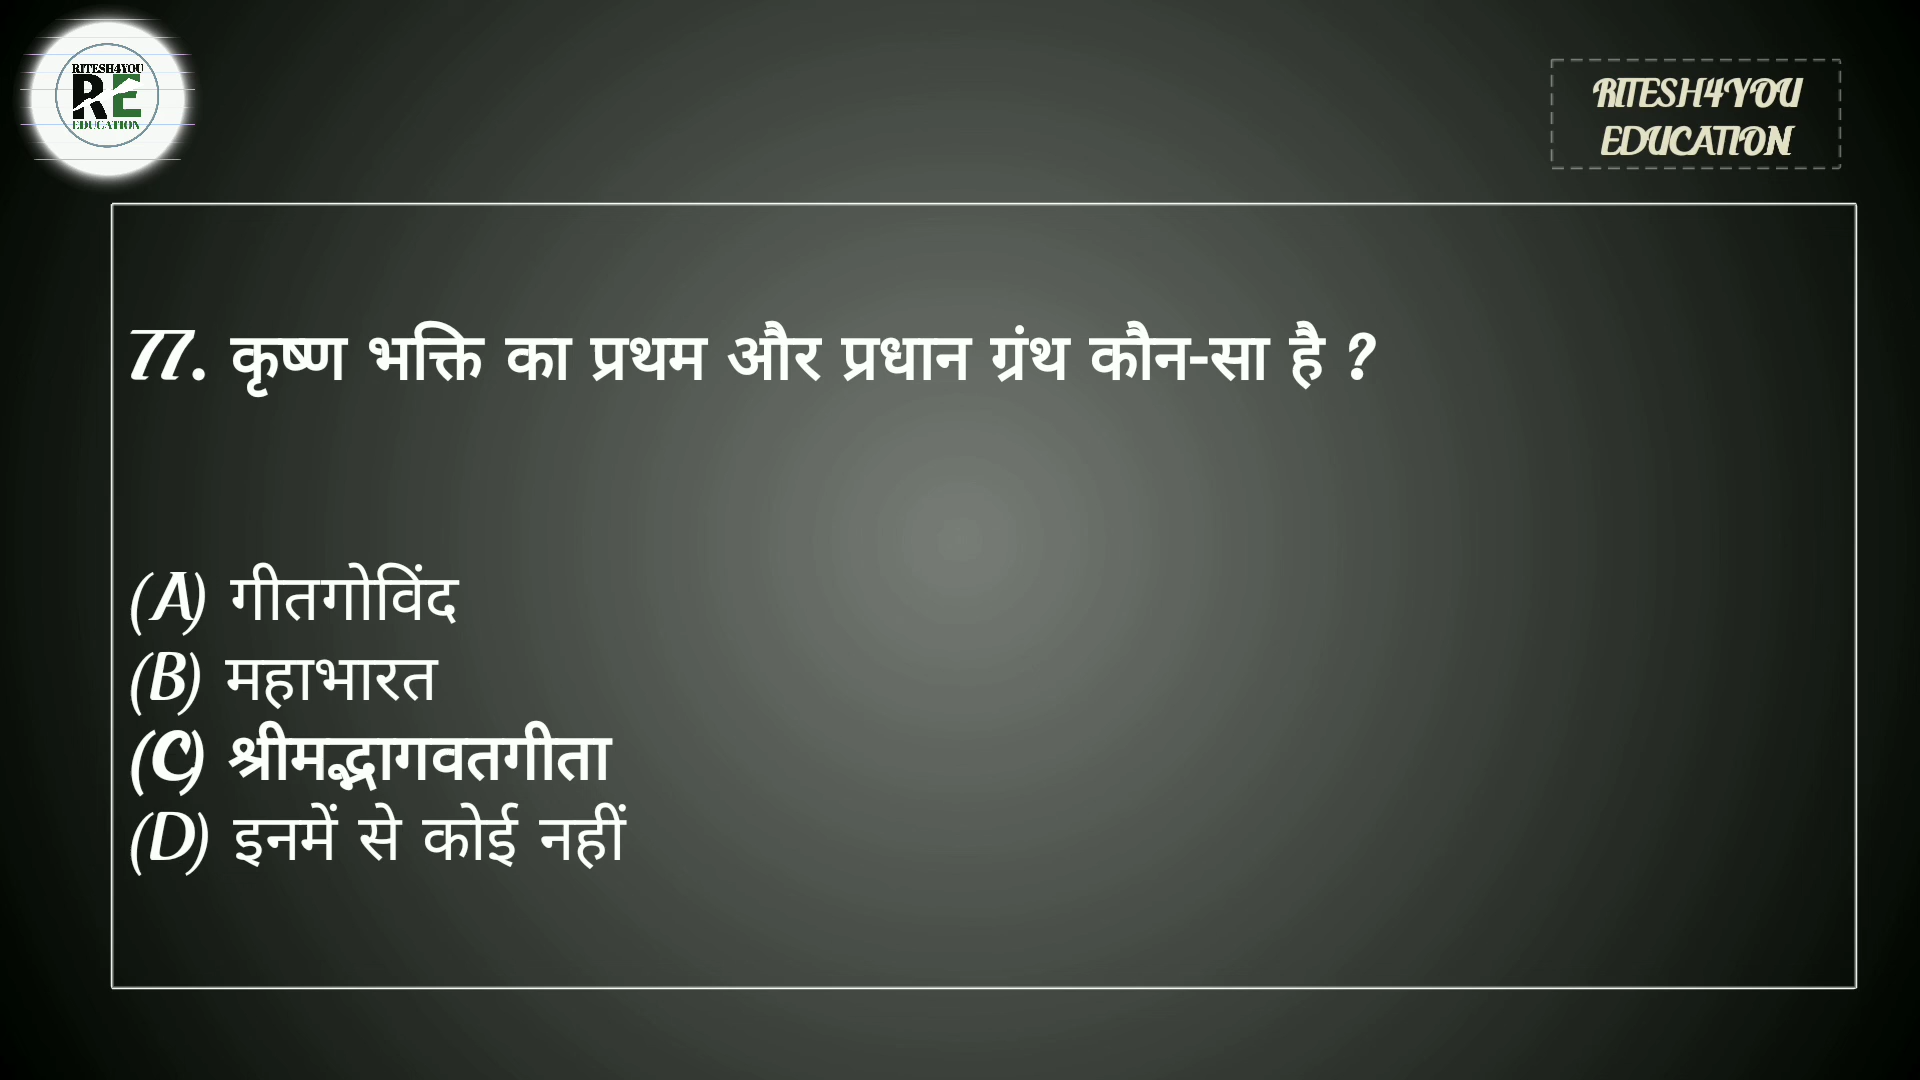 RITESH4YOU
RE
EDUCATION
RITESH4YOU
EDUCATION
77. कृष्ण भक्ति का प्रथम और प्रधान ग्रंथ कौन-सा है ?
(A) गीतगोविंद
(B) महाभारत
(C) श्रीमद्भागवतगीता
(D) इनमें से कोई नहीं